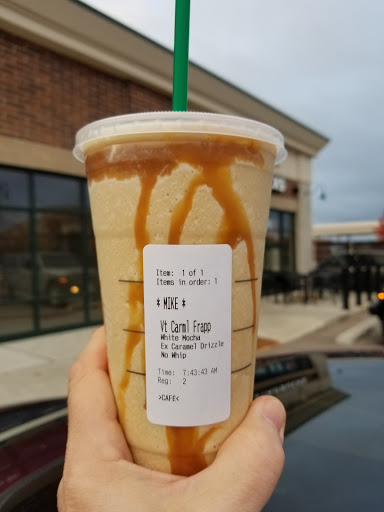 Item: 1 of 1
Items in order: 1
* MIKE *
Vt Carml Frapp
White Mocha
Ex Caramel Drizzle
No Whip
Time: 7:43:43 AM
Reg: 2
>CAFE<